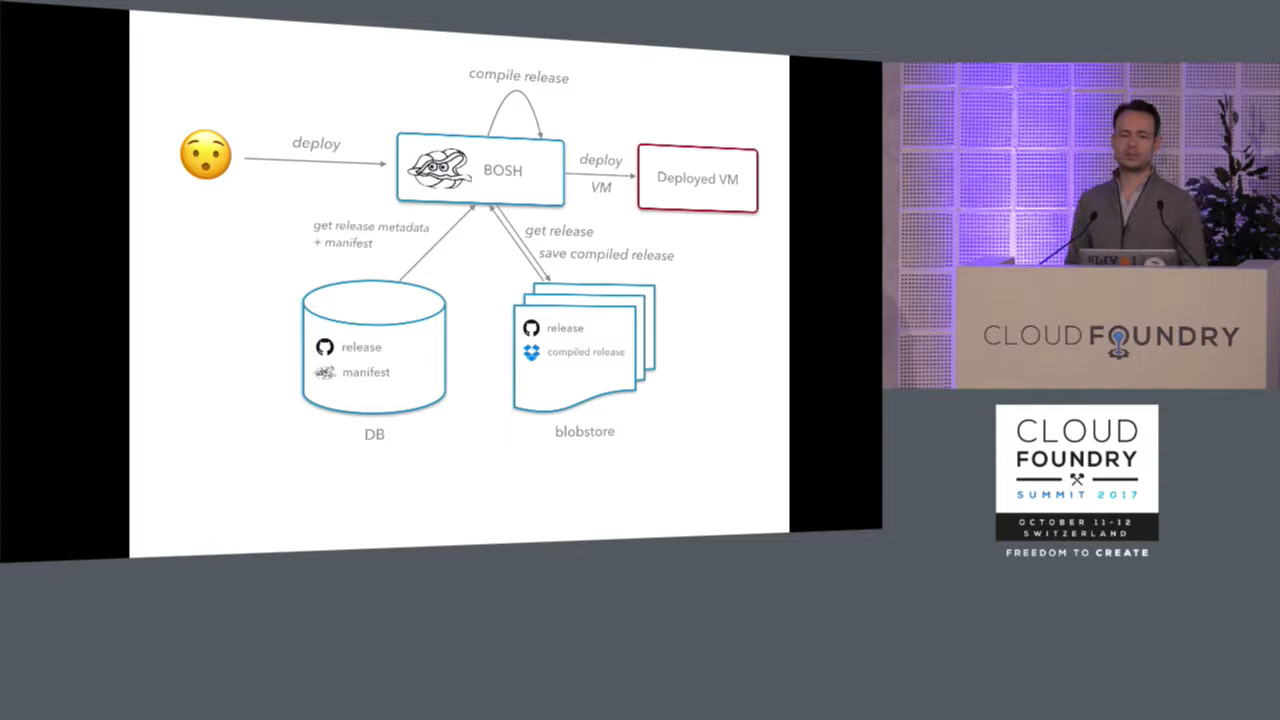 compile release
deploy
BOSH
deploy
VM
Deployed VM
get release metadata
+ manifest
get release
save compiled release
release
manifest
DB
release
compiled release
blobstore
CLOUD FOUNDRY
CLOUD
FOUNDRY
SUMMIT 2017
OCTOBER 11-12
SWITZERLAND
FREEDOM TO CREATE